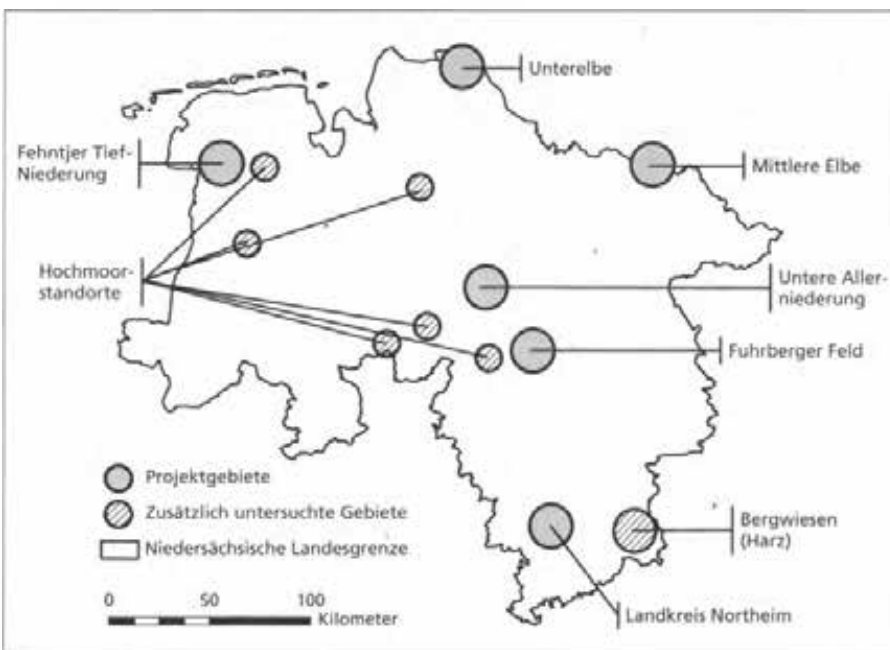 Unterelbe
Fehntjer Tief-
Niederung
Mittlere Elbe
Hochmoor-
standorte
Untere Aller-
niederung
Fuhrberger Feld
Projektgebiete
Zusätzlich untersuchte Gebiete
Niedersächsische Landesgrenze
Bergwiesen
(Harz)
0 50 100
Kilometer
Landkreis Northeim